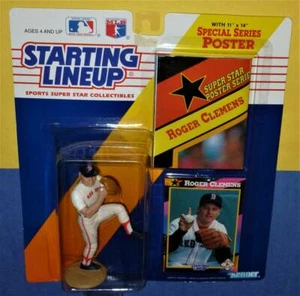 AGES 4 AND UP
WITH 11" x 14"
SPECIAL SERIES
POSTER
STARTING
LINEUP
SPORTS SUPER STAR COLLECTIBLES
SUPER STAR
POSTER SERIES
ROGER CLEMENS
ROGER CLEMENS